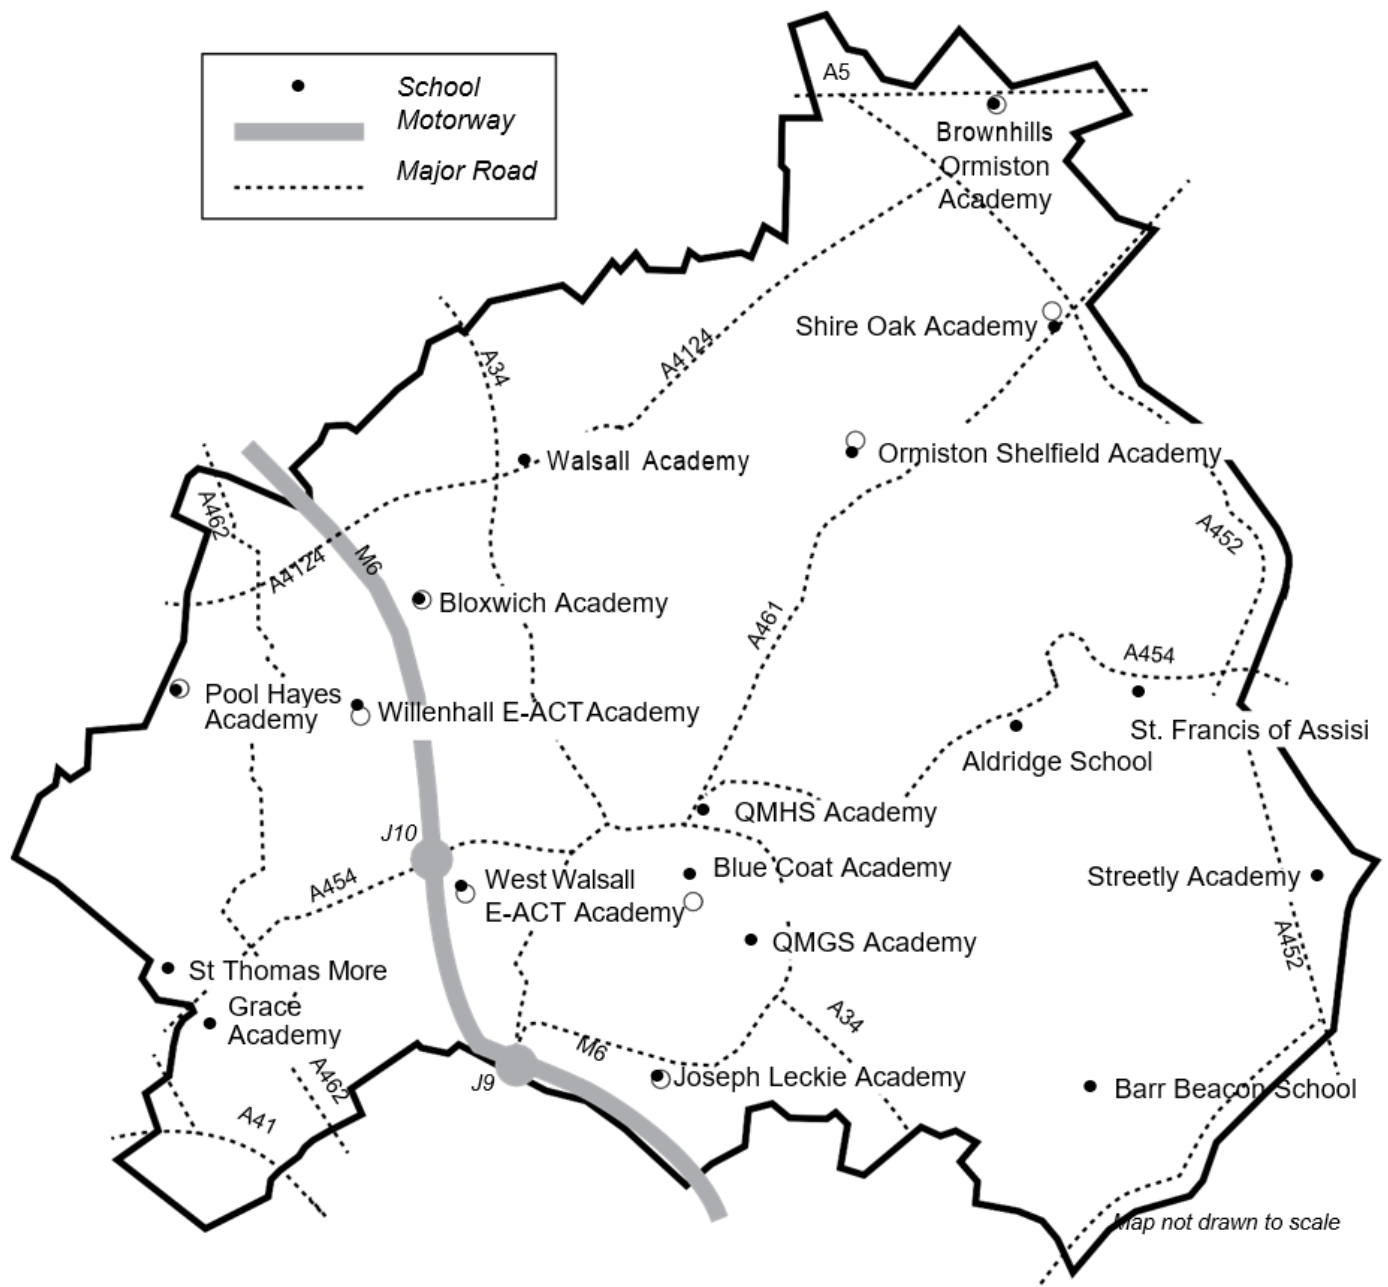 A5
School
Motorway
Major Road
Brownhills
Ormiston
Academy
Shire Oak Academy
A34
A4124
Walsall Academy
Ormiston Shelfield Academy
A462
A452
A4124
M6
Bloxwich Academy
A461
A454
Pool Hayes
Academy
Willenhall E-ACT Academy
St. Francis of Assisi
Aldridge School
QMHS Academy
J10
Blue Coat Academy
Streetly Academy
A454
West Walsall
E-ACT Academy
QMGS Academy
A452
St Thomas More
Grace
Academy
A34
M6
A462
J9
Joseph Leckie Academy
Barr Beacon School
A41
Map not drawn to scale